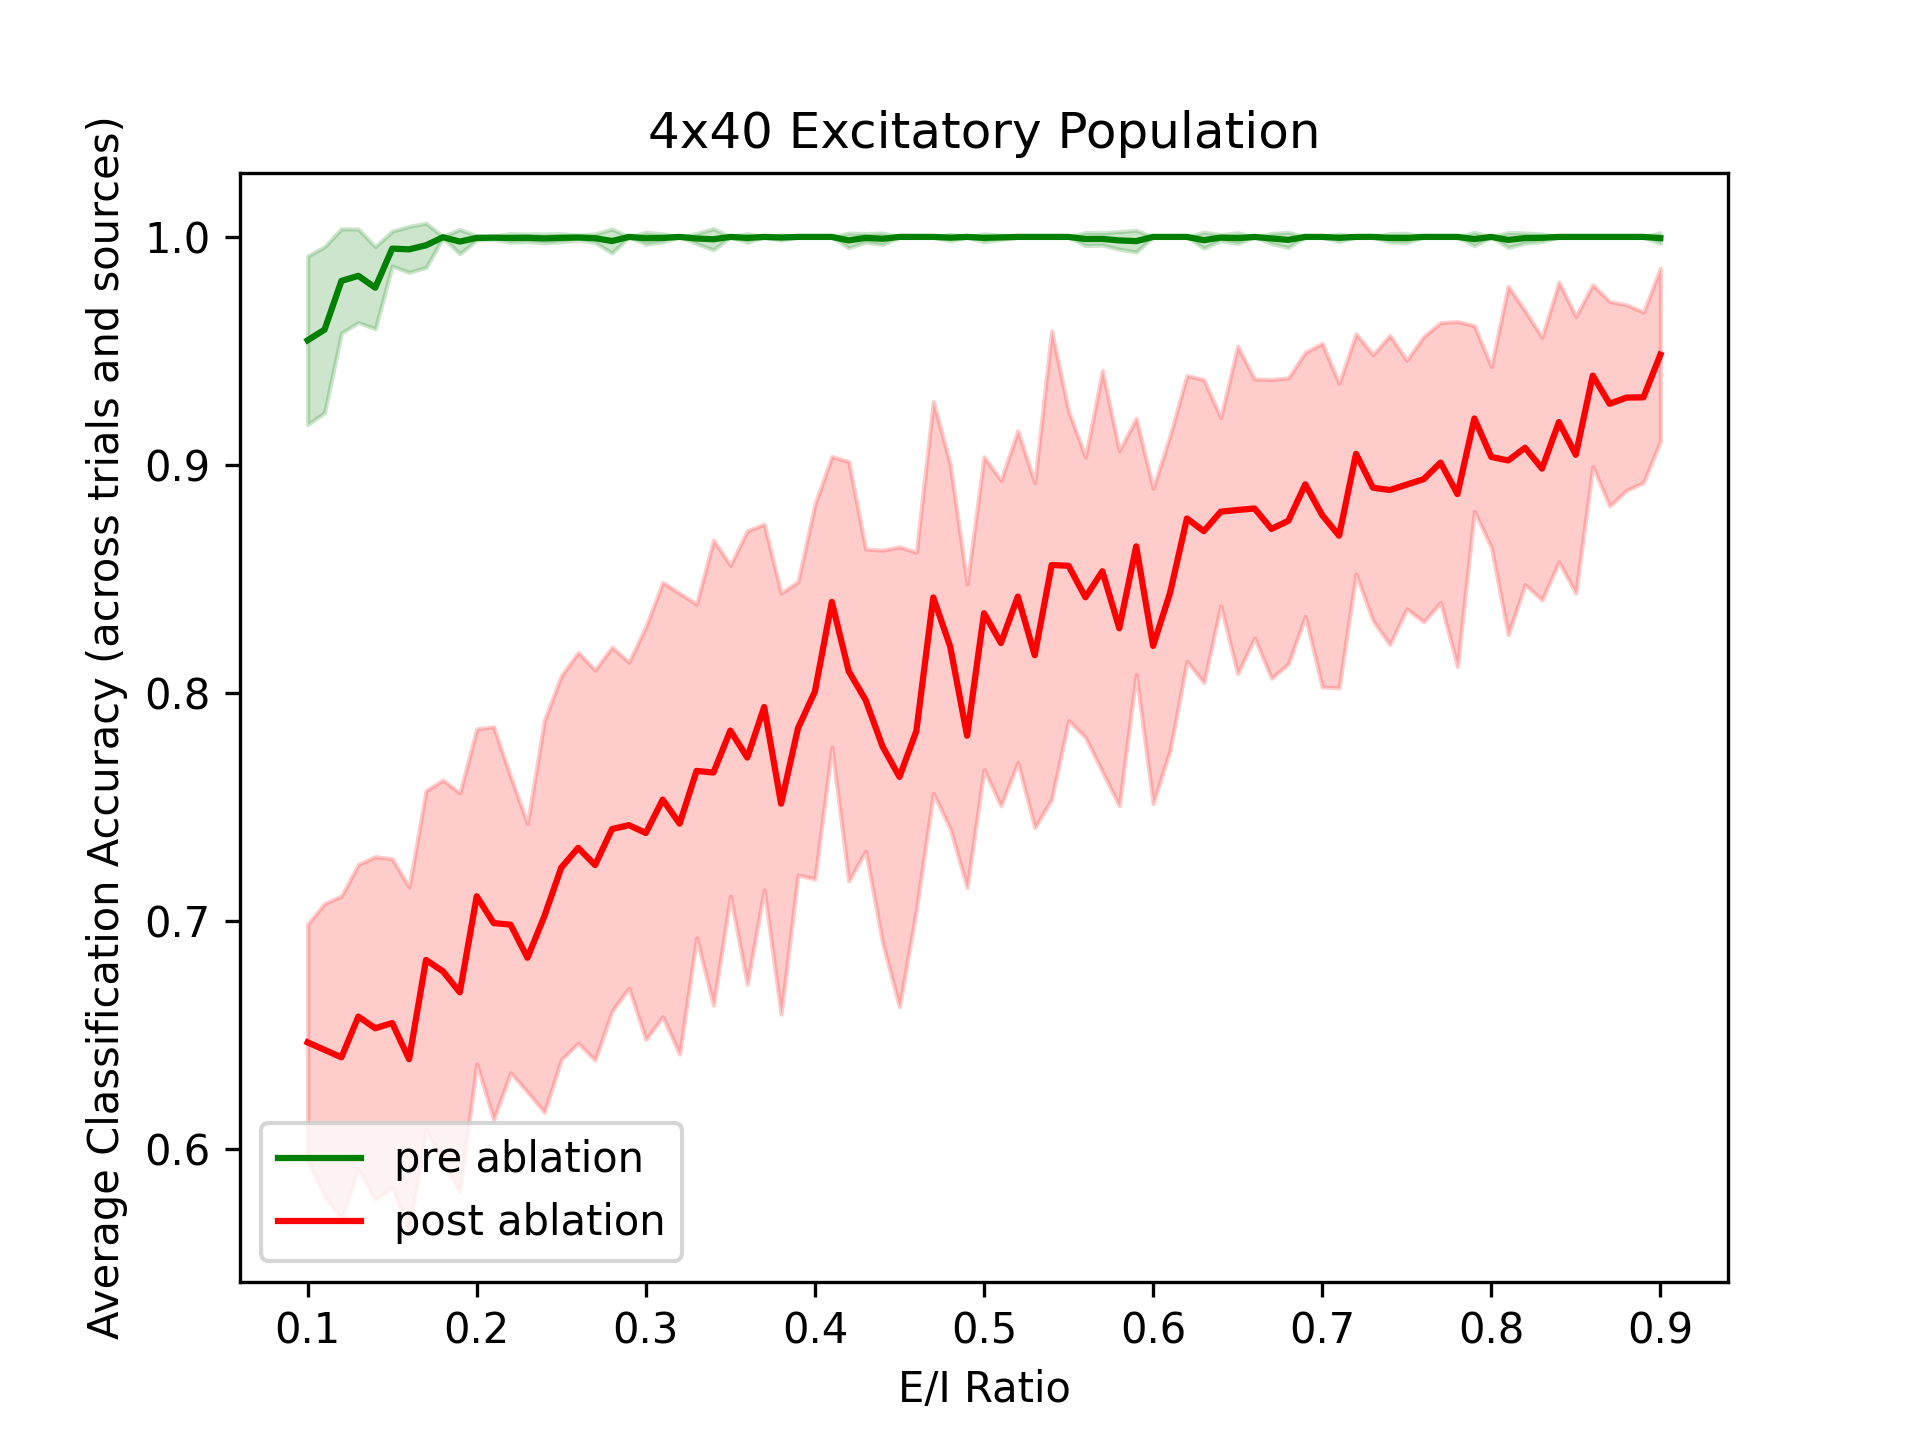 4x40 Excitatory Population
Average Classification Accuracy (across trials and sources)
1.0
0.9
0.8
0.7
0.6
pre ablation
post ablation
0.1 0.2 0.3 0.4 0.5 0.6 0.7 0.8 0.9
E/I Ratio